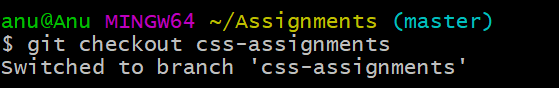 anu@Anu MINGW64 ~/Assignments (master)
$ git checkout css-assignments
Switched to branch 'css-assignments'